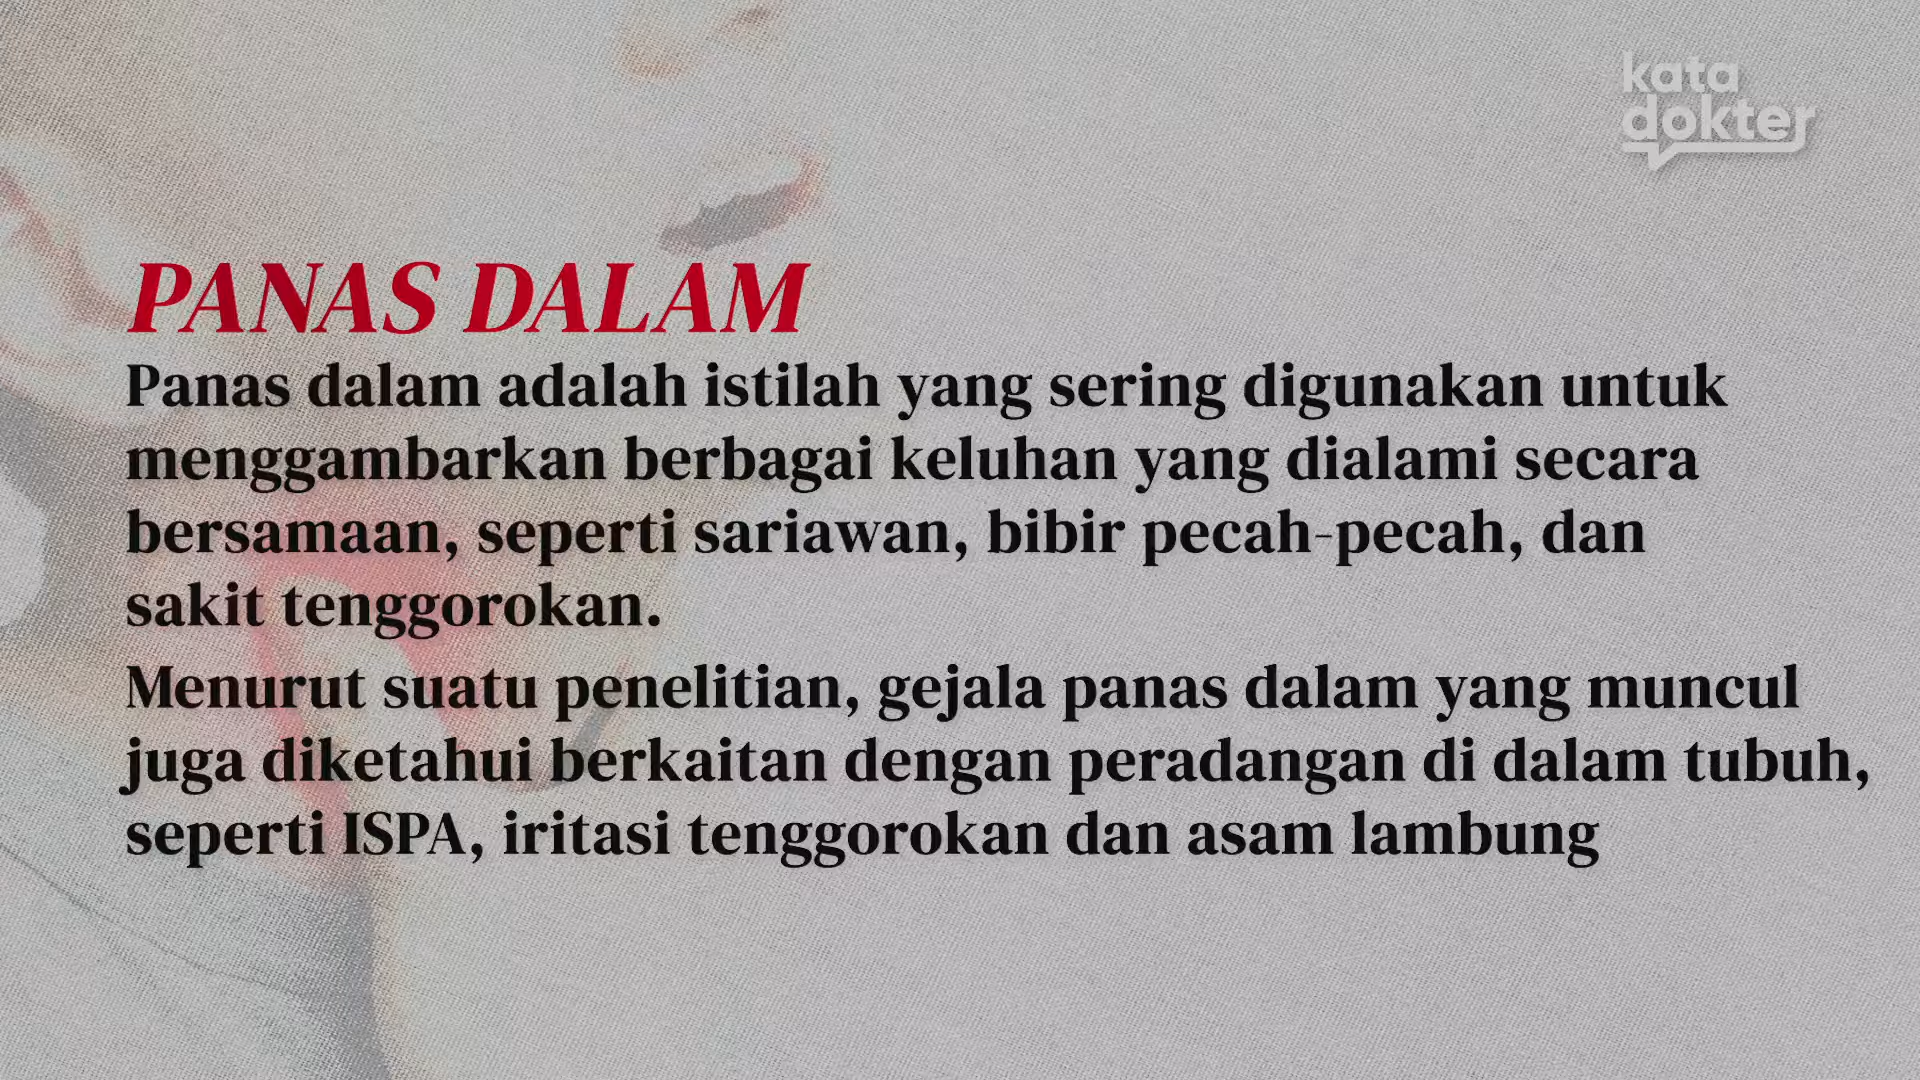 kata
dokter
PANAS DALAM
Panas dalam adalah istilah yang sering digunakan untuk
menggambarkan berbagai keluhan yang dialami secara
bersamaan, seperti sariawan, bibir pecah-pecah, dan
sakit tenggorokan.
Menurut suatu penelitian, gejala panas dalam yang muncul
juga diketahui berkaitan dengan peradangan di dalam tubuh,
seperti ISPA, iritasi tenggorokan dan asam lambung